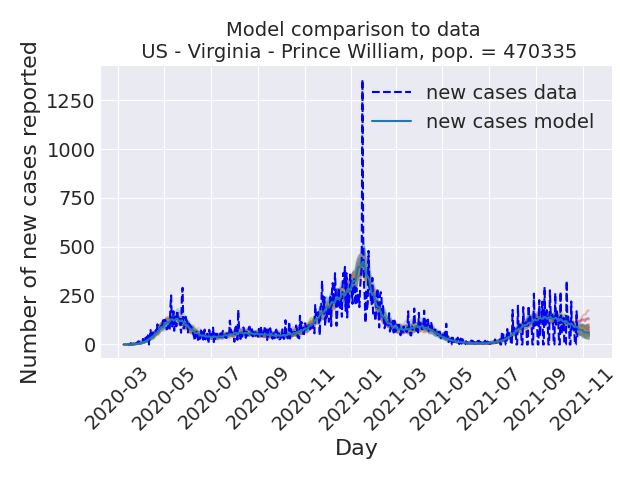 Model comparison to data
US - Virginia - Prince William, pop. = 470335
Number of new cases reported
1250
1000
750
500
250
0
new cases data
new cases model
2020-03
2020-05
2020-07
2020-09
2020-11
2021-01
2021-03
2021-05
2021-07
2021-09
2021-11
Day